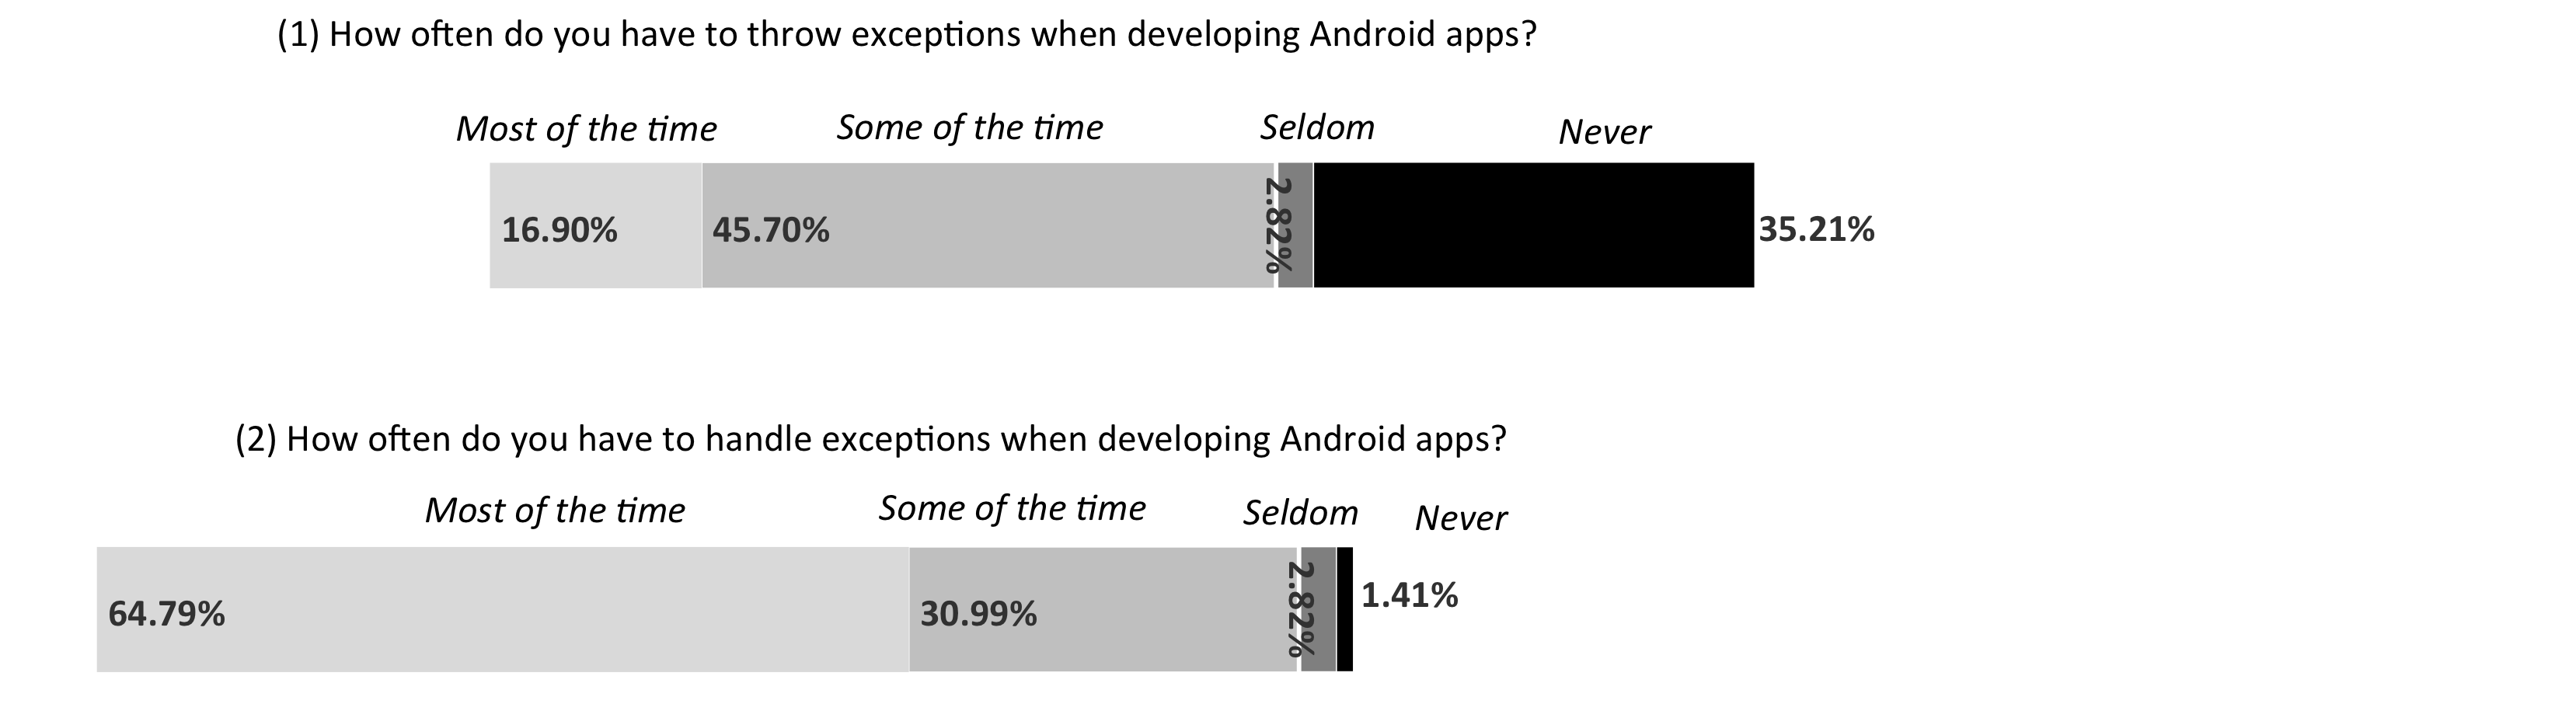 (1) How often do you have to throw exceptions when developing Android apps?
Most of the time Some of the time Seldom Never
16.90% 45.70% 2.82% 35.21%
(2) How often do you have to handle exceptions when developing Android apps?
Most of the time Some of the time Seldom Never
64.79% 30.99% 2.82% 1.41%